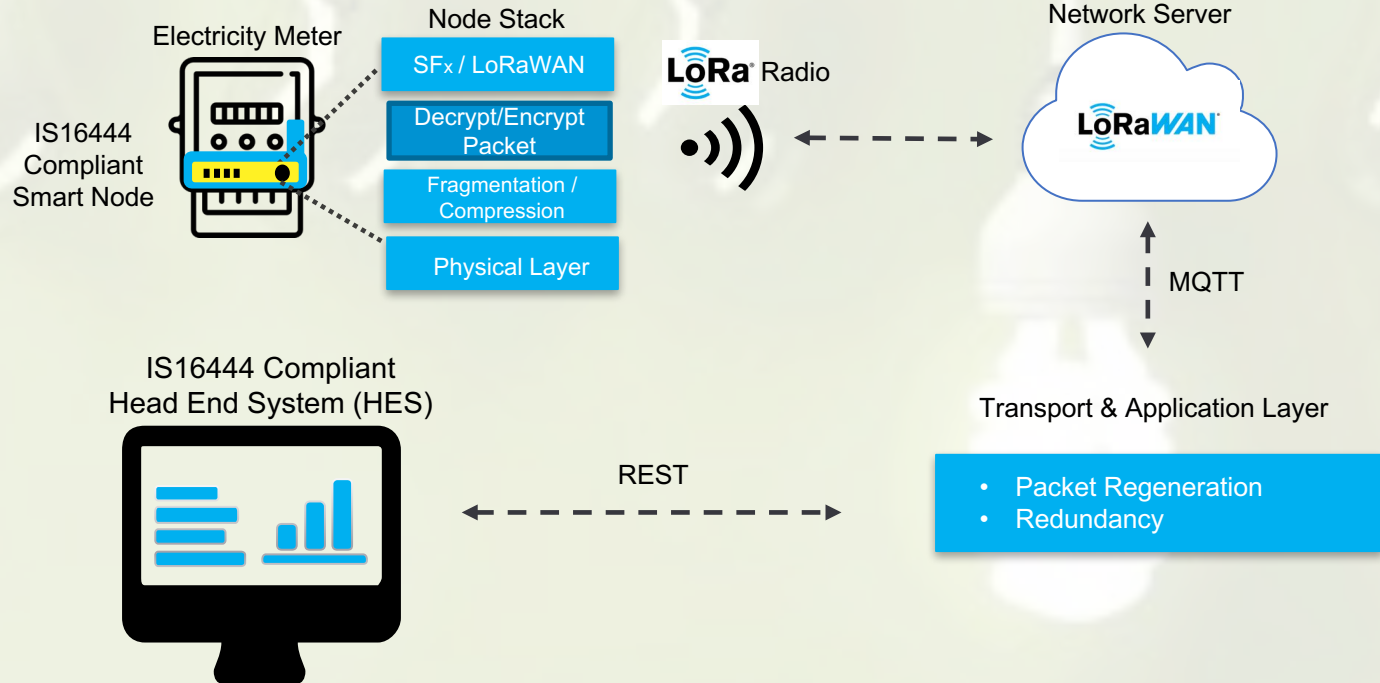 Electricity Meter
IS16444
Compliant
Smart Node
Node Stack
SFx / LoRaWAN
Decrypt/Encrypt
Packet
Fragmentation /
Compression
Physical Layer
LoRa® Radio
Network Server
LoRaWAN®
MQTT
Transport & Application Layer
• Packet Regeneration
• Redundancy
REST
IS16444 Compliant
Head End System (HES)